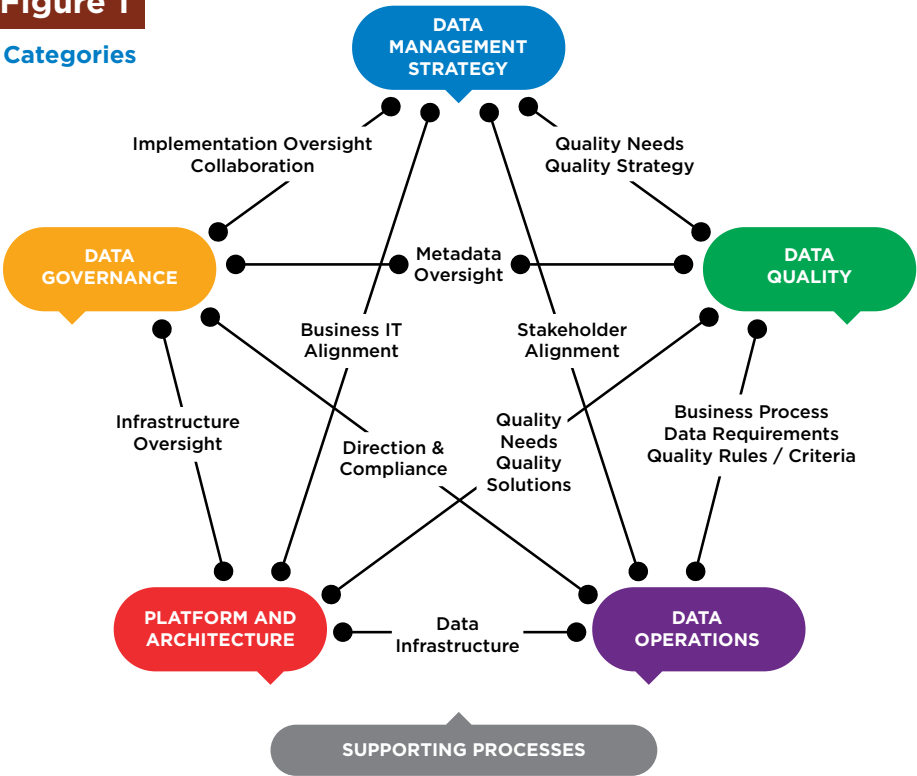 Figure 1
Categories
DATA
MANAGEMENT
STRATEGY
Implementation Oversight
Collaboration
Quality Needs
Quality Strategy
DATA
GOVERNANCE
Metadata
Oversight
DATA
QUALITY
Business IT
Alignment
Stakeholder
Alignment
Infrastructure
Oversight
Direction &
Compliance
Quality
Needs
Quality
Solutions
Business Process
Data Requirements
Quality Rules / Criteria
PLATFORM AND
ARCHITECTURE
Data
Infrastructure
DATA
OPERATIONS
SUPPORTING PROCESSES